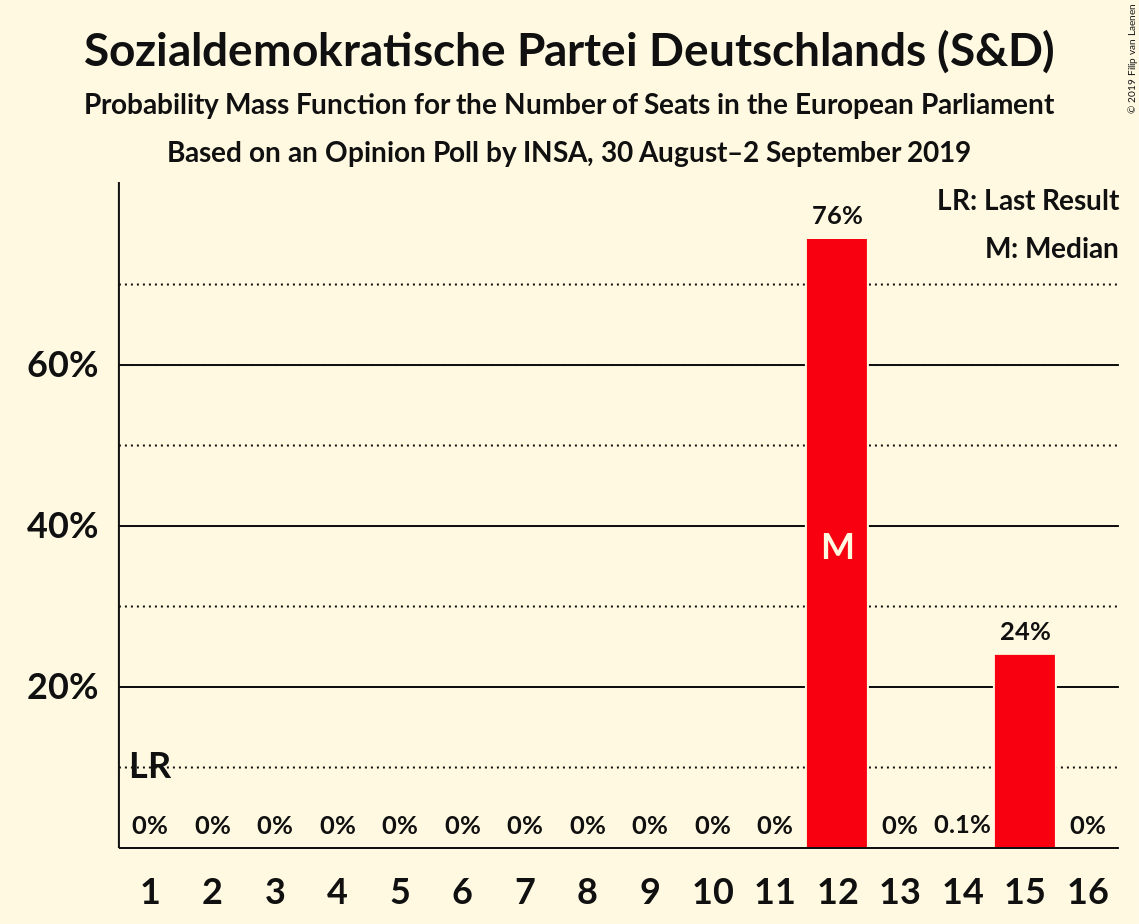 Sozialdemokratische Partei Deutschlands (S&D)
Probability Mass Function for the Number of Seats in the European Parliament
Based on an Opinion Poll by INSA, 30 August–2 September 2019
© 2019 Filip van Laenen
LR: Last Result
M: Median
76%
60%
40%
M
24%
20%
LR
0% 0% 0% 0% 0% 0% 0% 0% 0% 0% 0% 0% 0.1% 0%
1 2 3 4 5 6 7 8 9 10 11 12 13 14 15 16